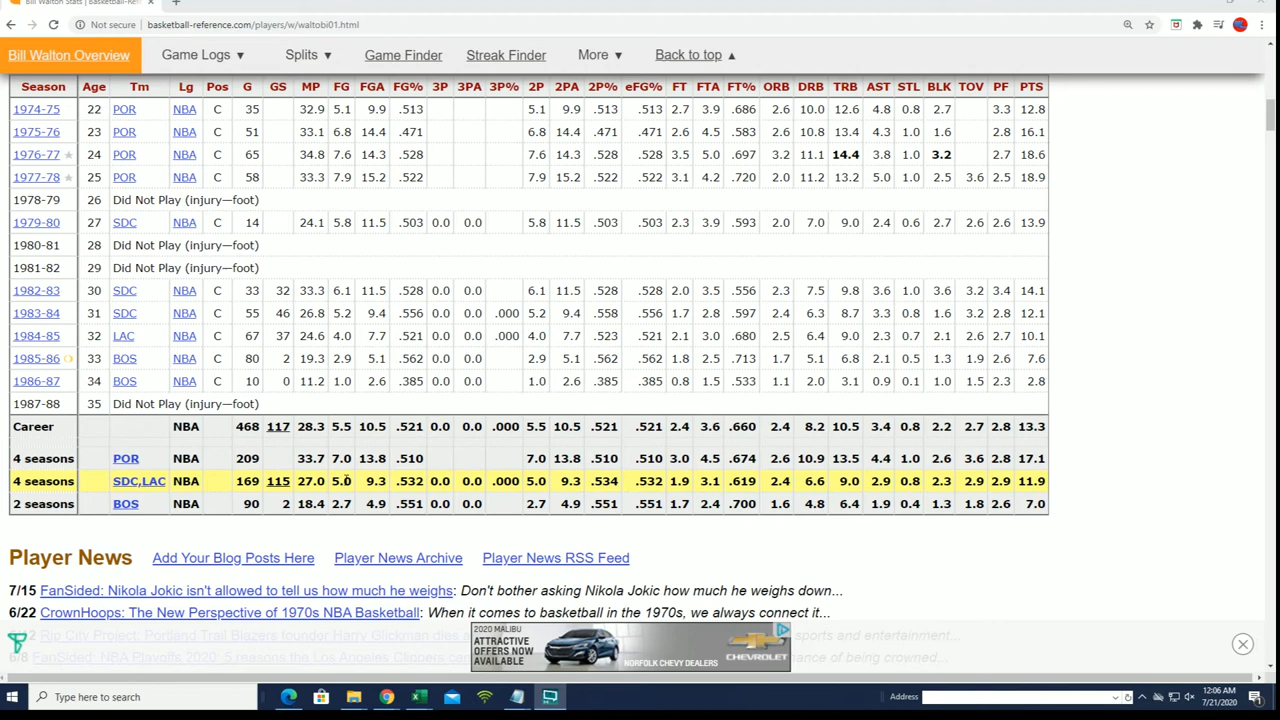 Bill Walton Stats | Basketball-Ref
Not secure | basketball-reference.com/players/w/waltobi01.html
Bill Walton Overview Game Logs ▼ Splits ▼ Game Finder Streak Finder More ▼ Back to top ▲
Season Age Tm Lg Pos G GS MP FG FGA FG% 3P 3PA 3P% 2P 2PA 2P% eFG% FT FTA FT% ORB DRB TRB AST STL BLK TOV PF PTS
1974-75 22 POR NBA C 35 32.9 5.1 9.9 .513 5.1 9.9 .513 .513 2.7 3.9 .686 2.6 10.0 12.6 4.8 1.0 2.7 3.3 12.8
1975-76 23 POR NBA C 51 33.1 6.8 14.4 .471 6.8 14.4 .471 .471 2.6 4.5 .583 2.6 10.8 13.4 4.3 1.0 1.6 2.8 16.1
1976-77 ★ 24 POR NBA C 65 34.8 7.6 14.3 .528 7.6 14.3 .528 .528 3.5 5.0 .697 3.2 11.1 14.4 3.8 1.0 3.2 2.7 18.6
1977-78 ★ 25 POR NBA C 58 33.3 7.9 15.2 .522 7.9 15.2 .522 .522 3.1 4.2 .720 2.0 11.2 13.2 5.0 1.0 2.5 3.6 2.5 18.9
1978-79 26 Did Not Play (injury—foot)
1979-80 27 SDC NBA C 14 24.1 5.8 11.5 .503 0.0 0.0 5.8 11.5 .503 .503 2.3 3.9 .593 2.0 7.0 9.0 2.4 0.6 2.7 2.6 2.6 13.9
1980-81 28 Did Not Play (injury—foot)
1981-82 29 Did Not Play (injury—foot)
1982-83 30 SDC NBA C 33 32 33.3 6.1 11.5 .528 0.0 0.0 6.1 11.5 .528 .528 2.0 3.5 .556 2.3 7.5 9.8 3.6 1.0 3.6 3.2 3.4 14.1
1983-84 31 SDC NBA C 55 46 26.8 5.2 9.4 .556 0.0 0.0 .000 5.2 9.4 .558 .556 1.7 2.8 .597 2.4 6.3 8.7 3.3 0.8 1.6 3.2 2.8 12.1
1984-85 32 LAC NBA C 67 37 24.6 4.0 7.7 .521 0.0 0.0 .000 4.0 7.7 .523 .521 2.1 3.0 .680 2.5 6.4 9.0 2.3 0.7 2.1 2.6 2.7 10.1
1985-86 33 BOS NBA C 80 2 19.3 2.9 5.1 .562 0.0 0.0 2.9 5.1 .562 .562 1.8 2.5 .713 1.7 5.1 6.8 2.1 0.5 1.3 1.9 2.6 7.6
1986-87 34 BOS NBA C 10 0 11.2 1.0 2.6 .385 0.0 0.0 1.0 2.6 .385 .385 0.8 1.5 .533 1.1 2.0 3.1 0.9 0.1 1.0 1.5 2.3 2.8
1987-88 35 Did Not Play (injury—foot)
Career NBA 468 117 28.3 5.5 10.5 .521 0.0 0.0 .000 5.5 10.5 .521 .521 2.4 3.6 .660 2.4 8.2 10.5 3.4 0.8 2.2 2.7 2.8 13.3
4 seasons POR NBA 209 33.7 7.0 13.8 .510 7.0 13.8 .510 .510 3.0 4.5 .674 2.6 10.9 13.5 4.4 1.0 2.6 3.6 2.8 17.1
4 seasons SDC,LAC NBA 169 115 27.0 5.0 9.3 .532 0.0 0.0 .000 5.0 9.3 .534 .532 1.9 3.1 .619 2.4 6.6 9.0 2.9 0.8 2.3 2.9 2.9 11.9
2 seasons BOS NBA 90 2 18.4 2.7 4.9 .551 0.0 0.0 2.7 4.9 .551 .551 1.7 2.4 .700 1.6 4.8 6.4 1.9 0.4 1.3 1.8 2.6 7.0
Player News Add Your Blog Posts Here Player News Archive Player News RSS Feed
7/15 FanSided: Nikola Jokic isn't allowed to tell us how much he weighs: Don't bother asking Nikola Jokic how much he weighs down...
6/22 CrownHoops: The New Perspective of 1970s NBA Basketball: When it comes to basketball in the 1970s, we always connect it...
Rip City Project: Portland Trail Blazers founder Harry Glickman dies sports and entertainment...
6/8 FanSided: NBA Playoffs 2020: 5 reasons the Los Angeles of being crowned...
2020 MALIBU
ATTRACTIVE
OFFERS NOW
AVAILABLE
NORFOLK CHEVY DEALERS
CHEVROLET
Type here to search
Address
12:06 AM
7/21/2020